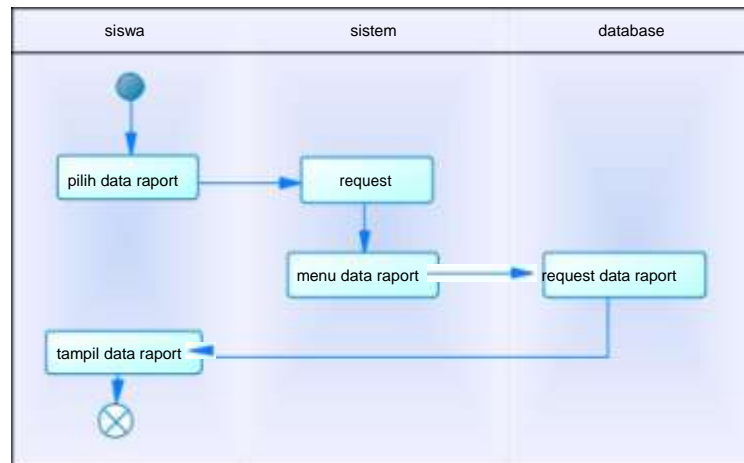 siswa
sistem
database
pilih data raport
request
menu data raport
request data raport
tampil data raport